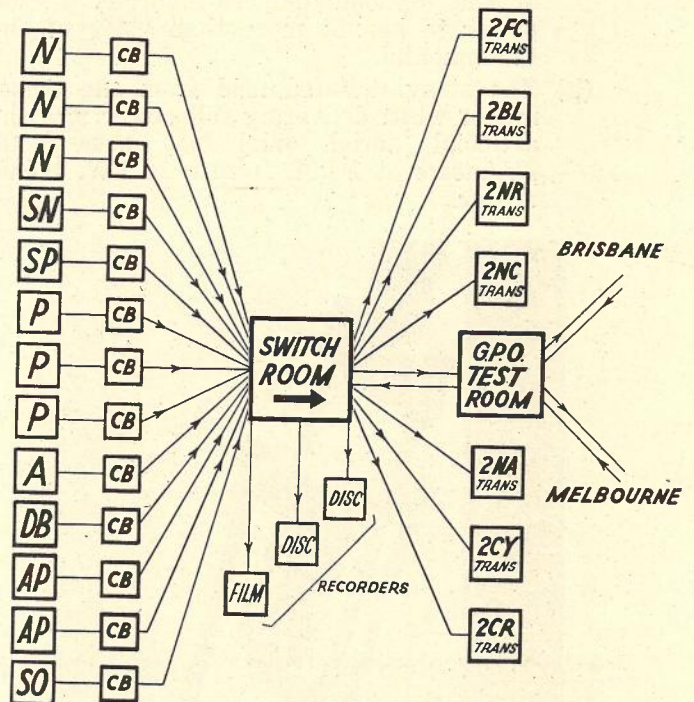 N CB
N CB
N CB
SN CB
SP CB
P CB
P CB
P CB
A CB
DB CB
AP CB
AP CB
SO CB
SWITCH
ROOM
FILM
DISC
DISC
RECORDERS
2FC
TRANS
2BL
TRANS
2NR
TRANS
2NC
TRANS
G.P.O.
TEST
ROOM
2NA
TRANS
2CY
TRANS
2CR
TRANS
BRISBANE
MELBOURNE